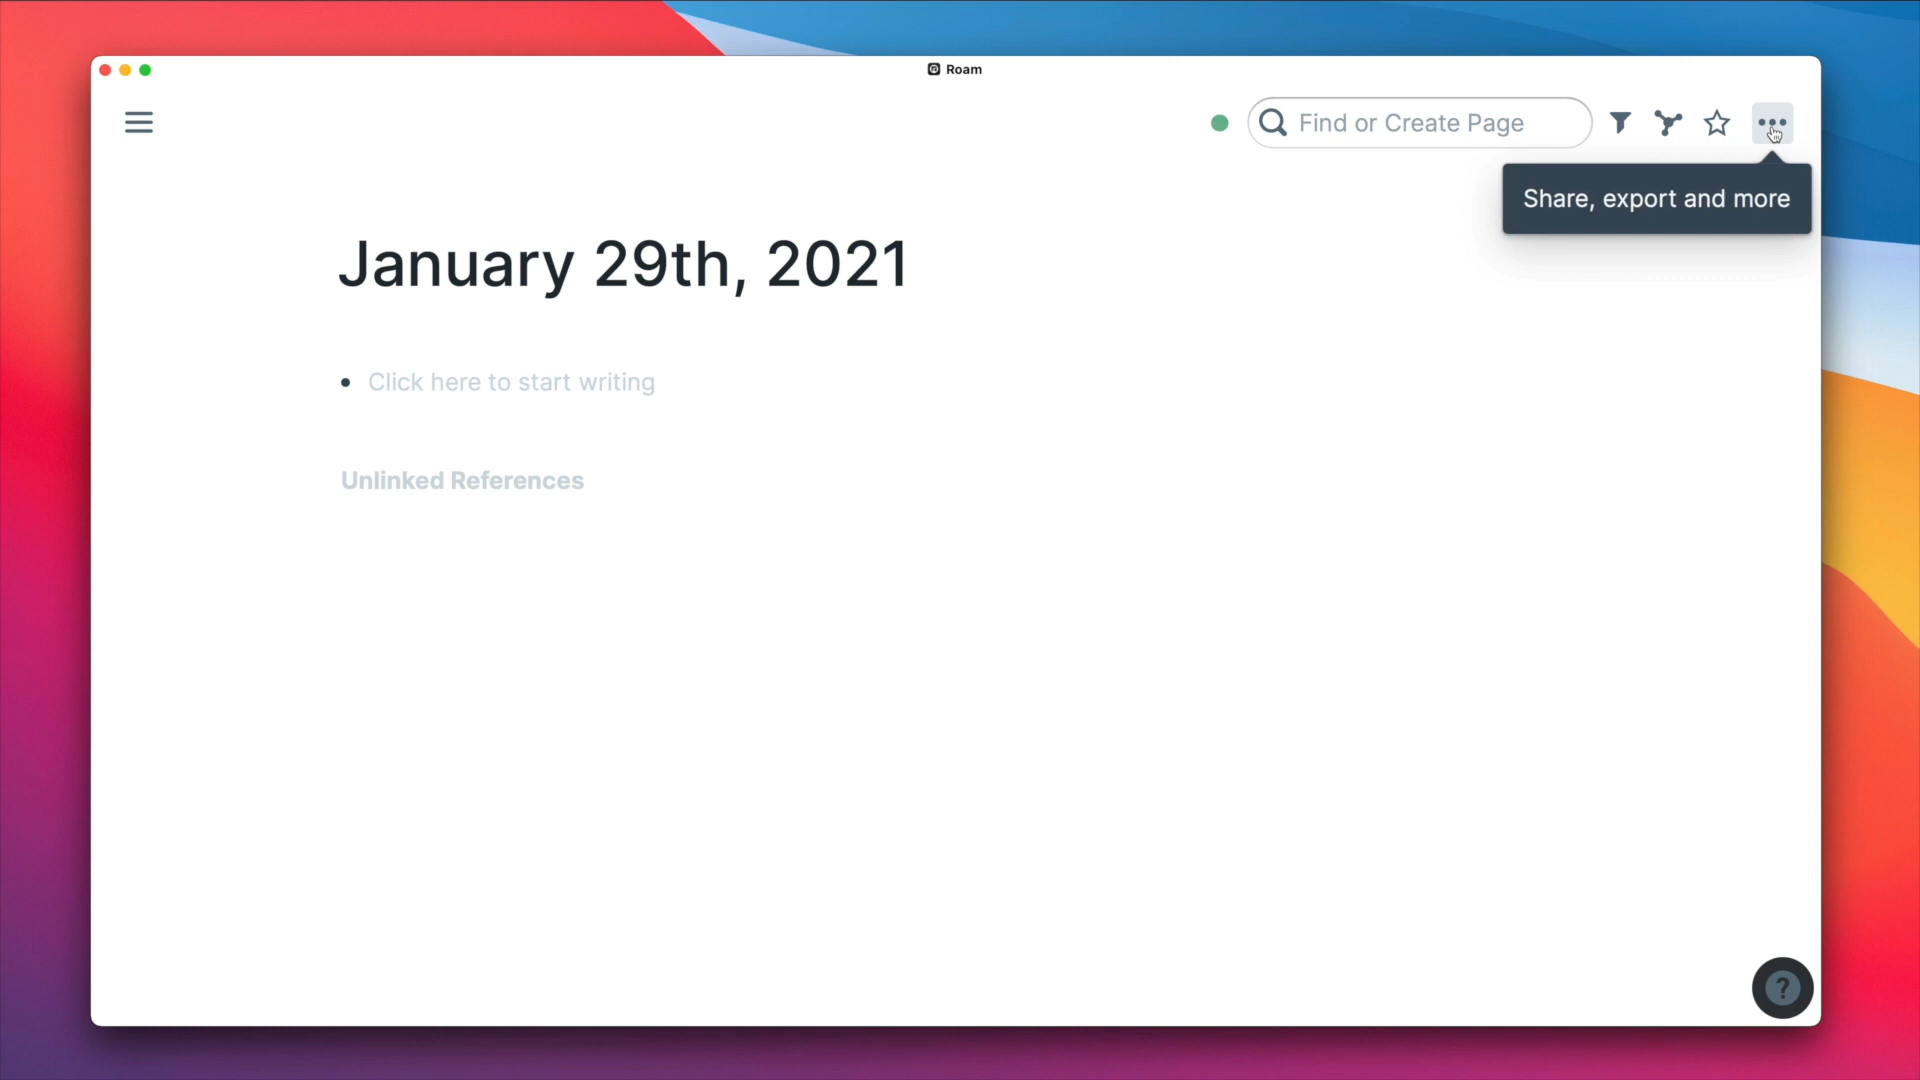 Roam
Find or Create Page
Share, export and more
January 29th, 2021
Click here to start writing
Unlinked References
?